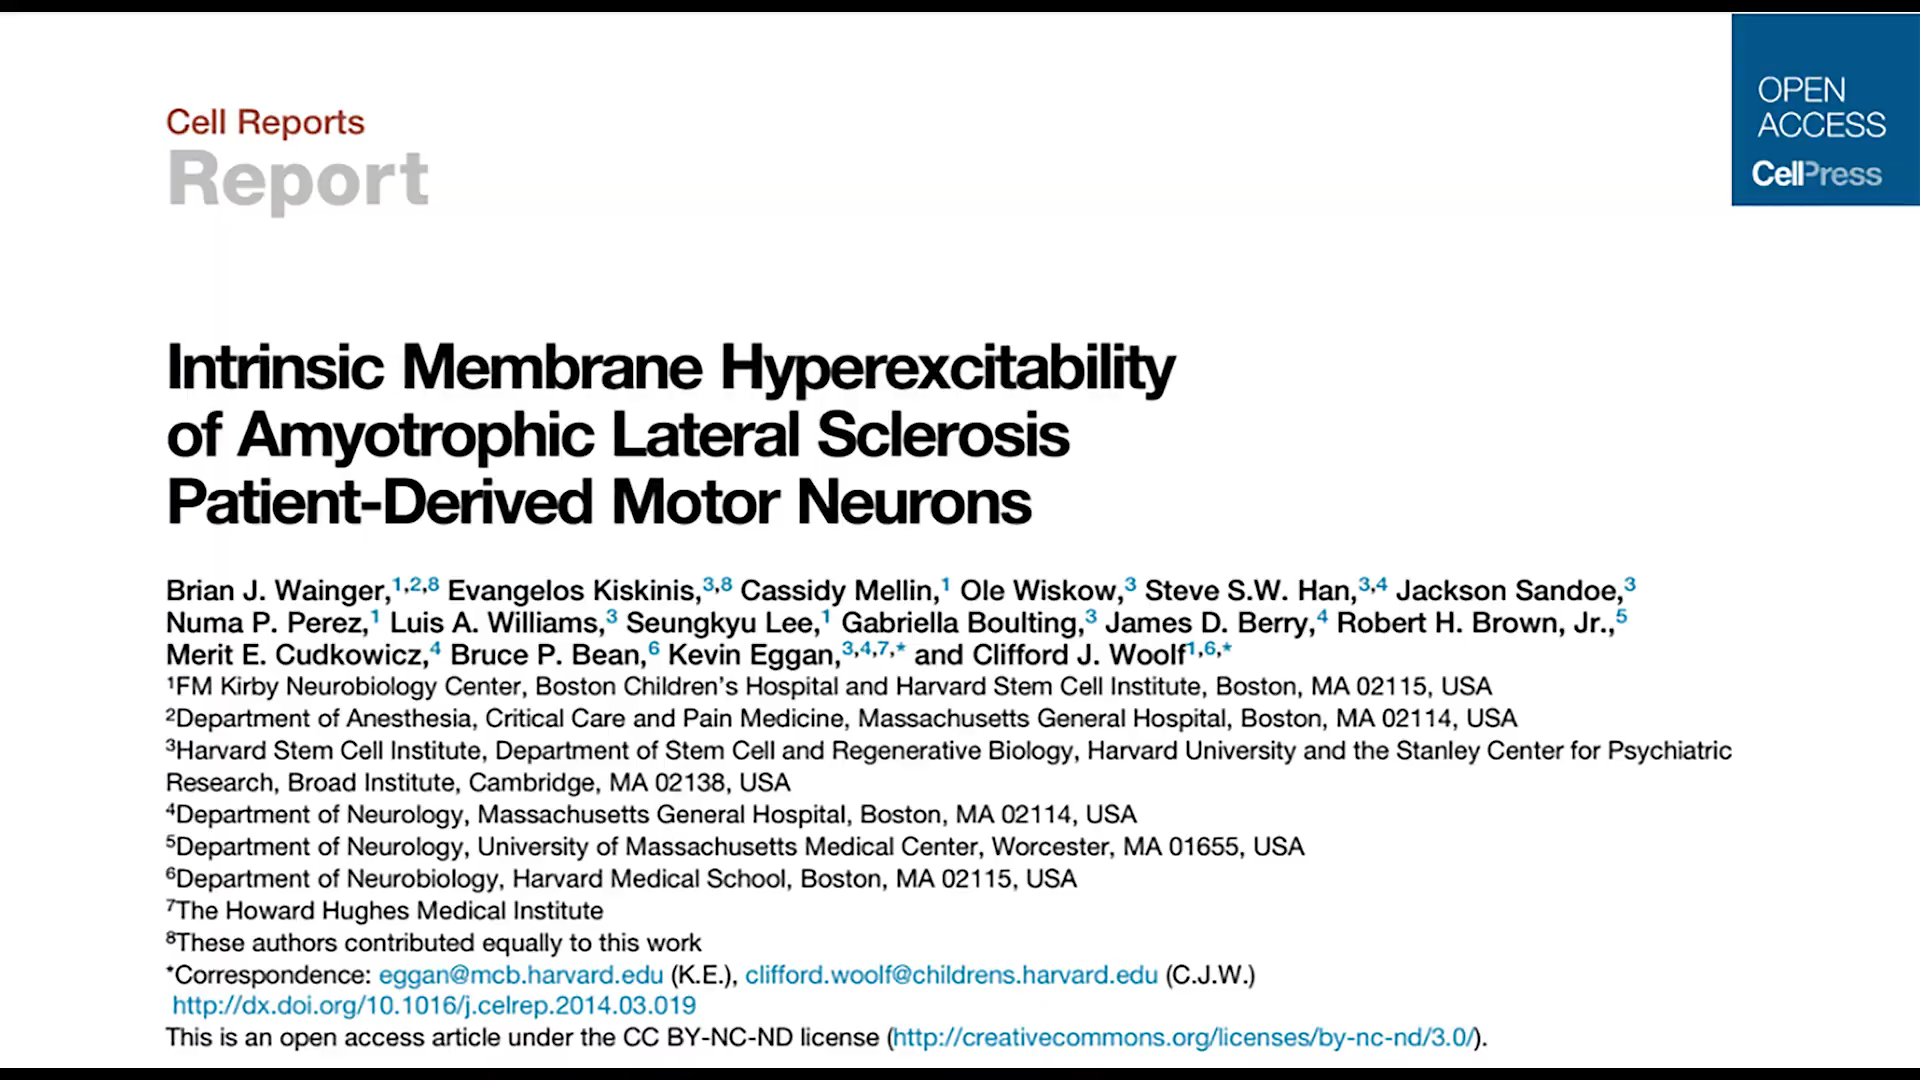 OPEN
ACCESS
CellPress
Cell Reports
Report
Intrinsic Membrane Hyperexcitability
of Amyotrophic Lateral Sclerosis
Patient-Derived Motor Neurons
Brian J. Wainger,1,2,8 Evangelos Kiskinis,3,8 Cassidy Mellin,1 Ole Wiskow,3 Steve S.W. Han,3,4 Jackson Sandoe,3
Numa P. Perez,1 Luis A. Williams,3 Seungkyu Lee,1 Gabriella Boulting,3 James D. Berry,4 Robert H. Brown, Jr.,5
Merit E. Cudkowicz,4 Bruce P. Bean,6 Kevin Eggan,3,4,7,* and Clifford J. Woolf1,6,*
1FM Kirby Neurobiology Center, Boston Children's Hospital and Harvard Stem Cell Institute, Boston, MA 02115, USA
2Department of Anesthesia, Critical Care and Pain Medicine, Massachusetts General Hospital, Boston, MA 02114, USA
3Harvard Stem Cell Institute, Department of Stem Cell and Regenerative Biology, Harvard University and the Stanley Center for Psychiatric
Research, Broad Institute, Cambridge, MA 02138, USA
4Department of Neurology, Massachusetts General Hospital, Boston, MA 02114, USA
5Department of Neurology, University of Massachusetts Medical Center, Worcester, MA 01655, USA
6Department of Neurobiology, Harvard Medical School, Boston, MA 02115, USA
7The Howard Hughes Medical Institute
8These authors contributed equally to this work
*Correspondence: eggan@mcb.harvard.edu (K.E.), clifford.woolf@childrens.harvard.edu (C.J.W.)
http://dx.doi.org/10.1016/j.celrep.2014.03.019
This is an open access article under the CC BY-NC-ND license (http://creativecommons.org/licenses/by-nc-nd/3.0/).